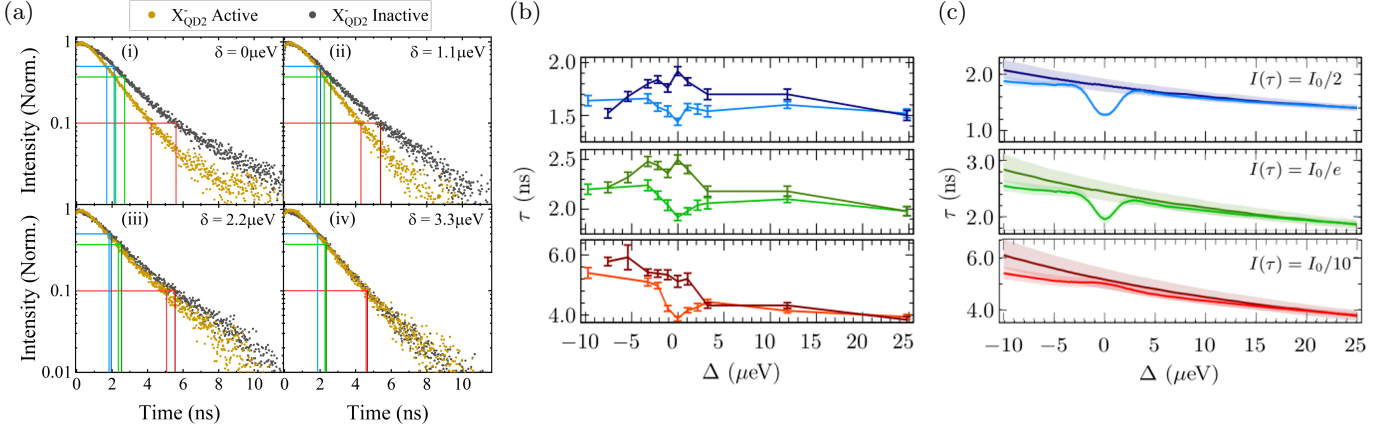 (a)
X⁻QD2 Active X⁻QD2 Inactive
Intensity (Norm.)
1
0.1
(i)
δ = 0µeV
(ii)
δ = 1.1µeV
Intensity (Norm.)
1
0.1
0.01
(iii)
δ = 2.2µeV
(iv)
δ = 3.3µeV
0 2 4 6 8 10 0 2 4 6 8 10
Time (ns) Time (ns)
(b)
τ (ns)
2.0
1.5
2.5
2.0
6.0
4.0
−10 −5 0 5 10 15 20 25
Δ (µeV)
(c)
τ (ns)
2.0
1.0
I(τ) = I₀/2
3.0
2.0
I(τ) = I₀/e
6.0
4.0
I(τ) = I₀/10
−10 −5 0 5 10 15 20 25
Δ (µeV)